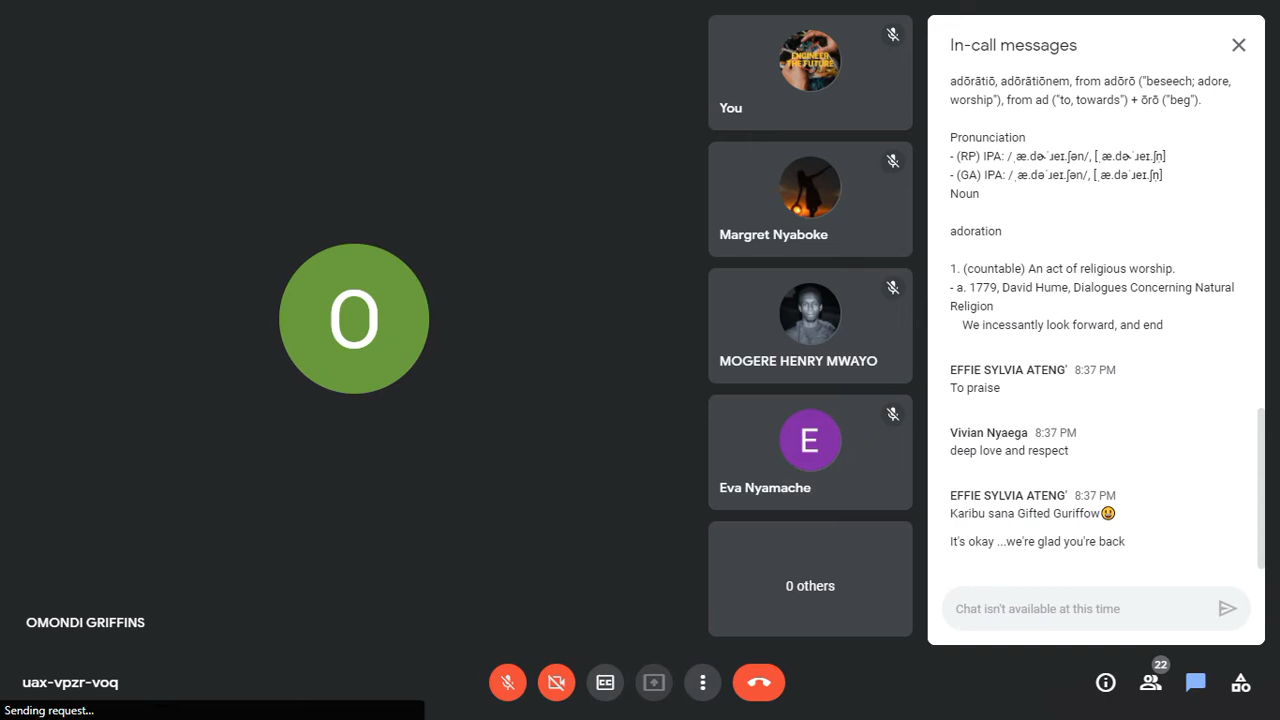 ENGINEER
THE FUTURE
You
Margret Nyaboke
MOGERE HENRY MWAYO
E
Eva Nyamache
0 others
O
OMONDI GRIFFINS
uax-vpzr-voq
Sending request...
In-call messages
adōrātiō, adōrātiōnem, from adōrō ("beseech; adore,
worship"), from ad ("to, towards") + ōrō ("beg").
Pronunciation
- (RP) IPA: /ˌæ.dəˈɹeɪ.ʃən/, [ˌæ.dəˈɹeɪ.ʃn̩]
- (GA) IPA: /ˌæ.dəˈɹeɪ.ʃən/, [ˌæ.dəˈɹeɪ.ʃn̩]
Noun
adoration
1. (countable) An act of religious worship.
- a. 1779, David Hume, Dialogues Concerning Natural
Religion
We incessantly look forward, and end
EFFIE SYLVIA ATENG' 8:37 PM
To praise
Vivian Nyaega 8:37 PM
deep love and respect
EFFIE SYLVIA ATENG' 8:37 PM
Karibu sana Gifted Guriffow😃
It's okay ...we're glad you're back
Chat isn't available at this time
CC
22